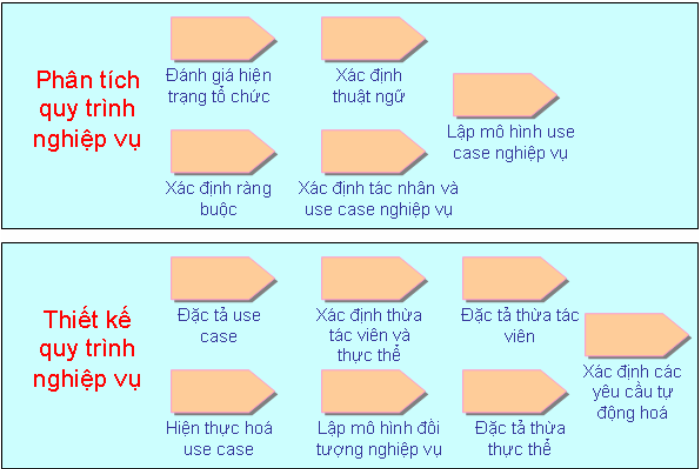 Phân tích
quy trình
nghiệp vụ
Đánh giá hiện
trạng tổ chức
Xác định
thuật ngữ
Lập mô hình use
case nghiệp vụ
Xác định ràng
buộc
Xác định tác nhân và
use case nghiệp vụ
Thiết kế
quy trình
nghiệp vụ
Đặc tả use
case
Xác định thừa
tác viên và
thực thể
Đặc tả thừa tác
viên
Xác định các
yêu cầu tự
động hoá
Hiện thực hoá
use case
Lập mô hình đối
tượng nghiệp vụ
Đặc tả thừa
thực thể